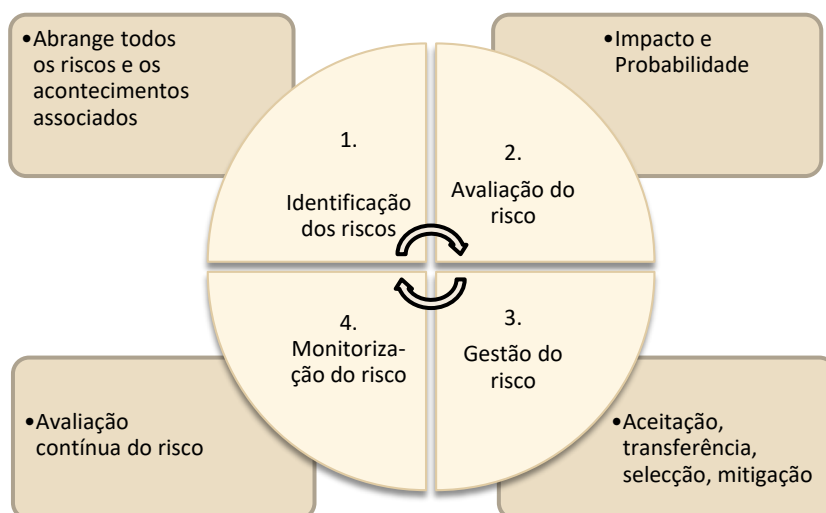 •Abrange todos
os riscos e os
acontecimentos
associados
•Impacto e
Probabilidade
1.
Identificação
dos riscos
2.
Avaliação do
risco
4.
Monitoriza-
ção do risco
3.
Gestão do
risco
•Avaliação
contínua do risco
•Aceitação,
transferência,
selecção, mitigação